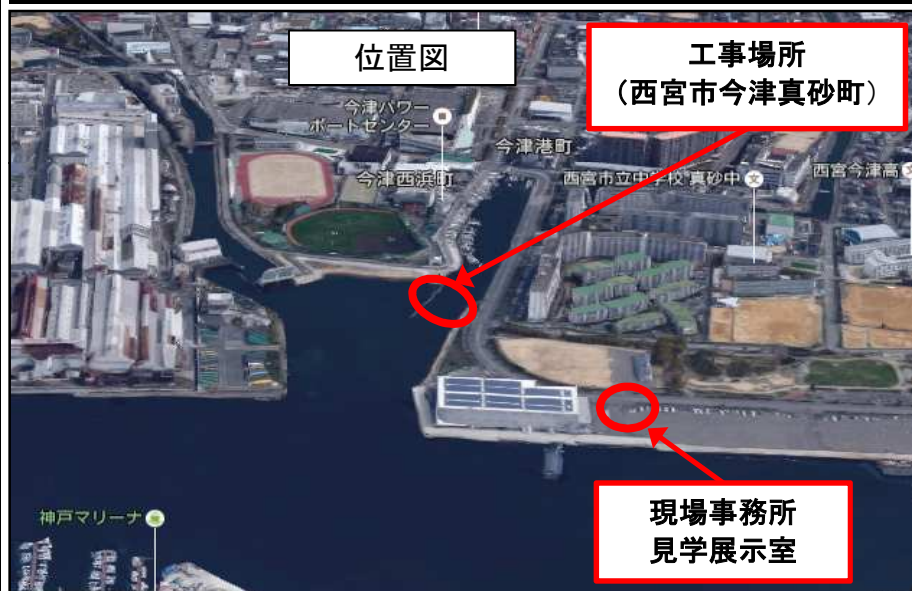 位置図
工事場所
（西宮市今津真砂町）
今津パワー
ボートセンター
今津港町
今津西浜町
西宮市立中学校 真砂中
文
西宮今津高
文
現場事務所
見学展示室
神戸マリーナ